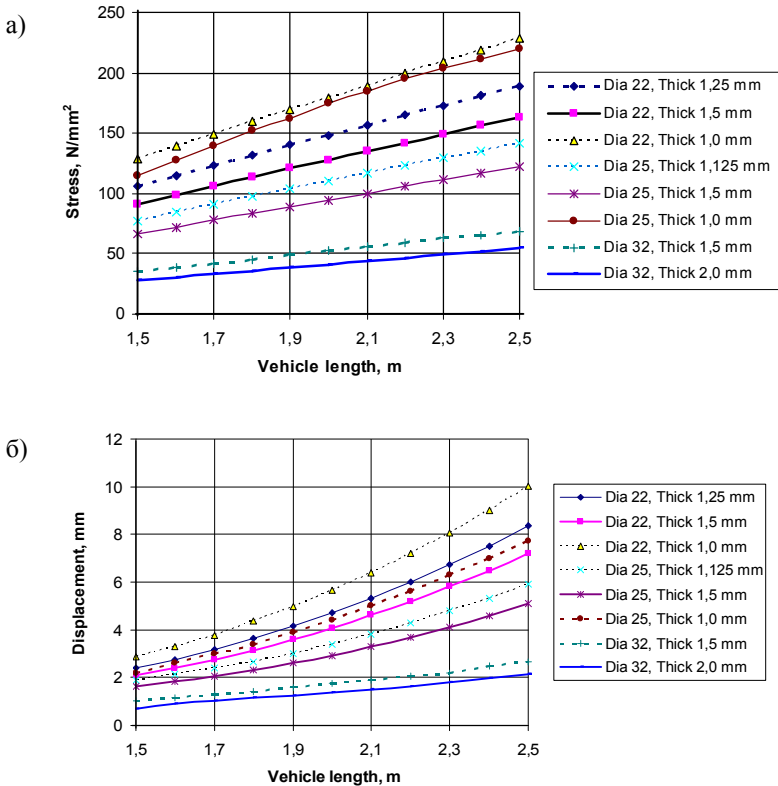 а)
250
200
150
100
50
0
Stress, N/mm²
1,5 1,7 1,9 2,1 2,3 2,5
Vehicle length, m
Dia 22, Thick 1,25 mm
Dia 22, Thick 1,5 mm
Dia 22, Thick 1,0 mm
Dia 25, Thick 1,125 mm
Dia 25, Thick 1,5 mm
Dia 25, Thick 1,0 mm
Dia 32, Thick 1,5 mm
Dia 32, Thick 2,0 mm
б)
12
10
8
6
4
2
0
Displacement, mm
1,5 1,7 1,9 2,1 2,3 2,5
Vehicle length, m
Dia 22, Thick 1,25 mm
Dia 22, Thick 1,5 mm
Dia 22, Thick 1,0 mm
Dia 25, Thick 1,125mm
Dia 25, Thick 1,5 mm
Dia 25, Thick 1,0 mm
Dia 32, Thick 1,5 mm
Dia 32, Thick 2,0 mm